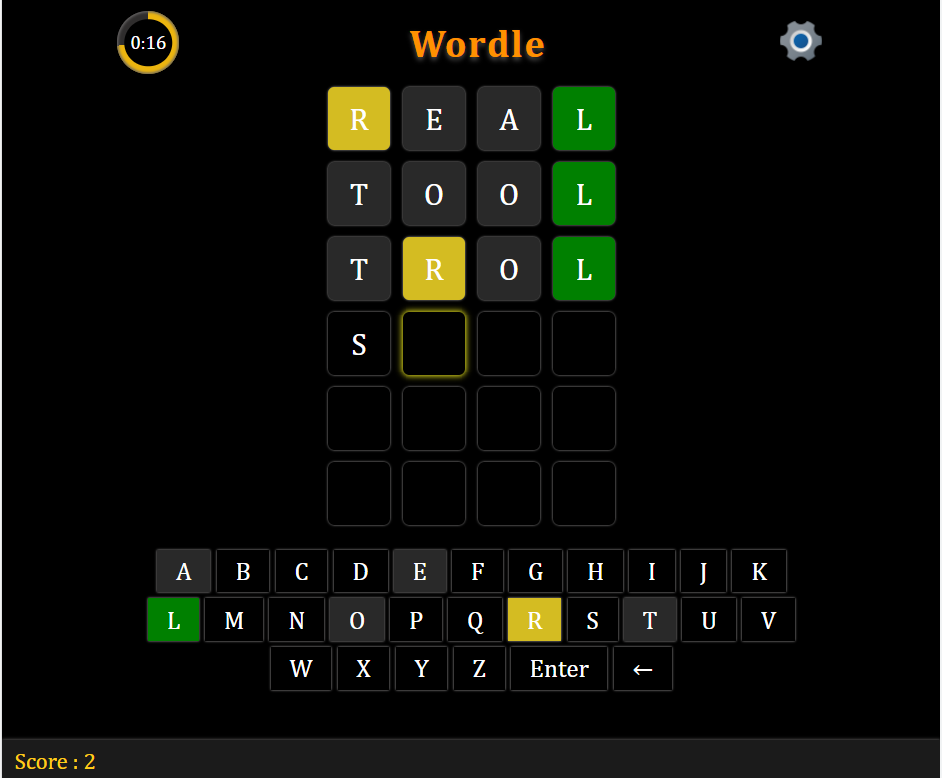 0:16 Wordle
R E A L
T O O L
T R O L
S
A B C D E F G H I J K
L M N O P Q R S T U V
W X Y Z Enter ←
Score : 2